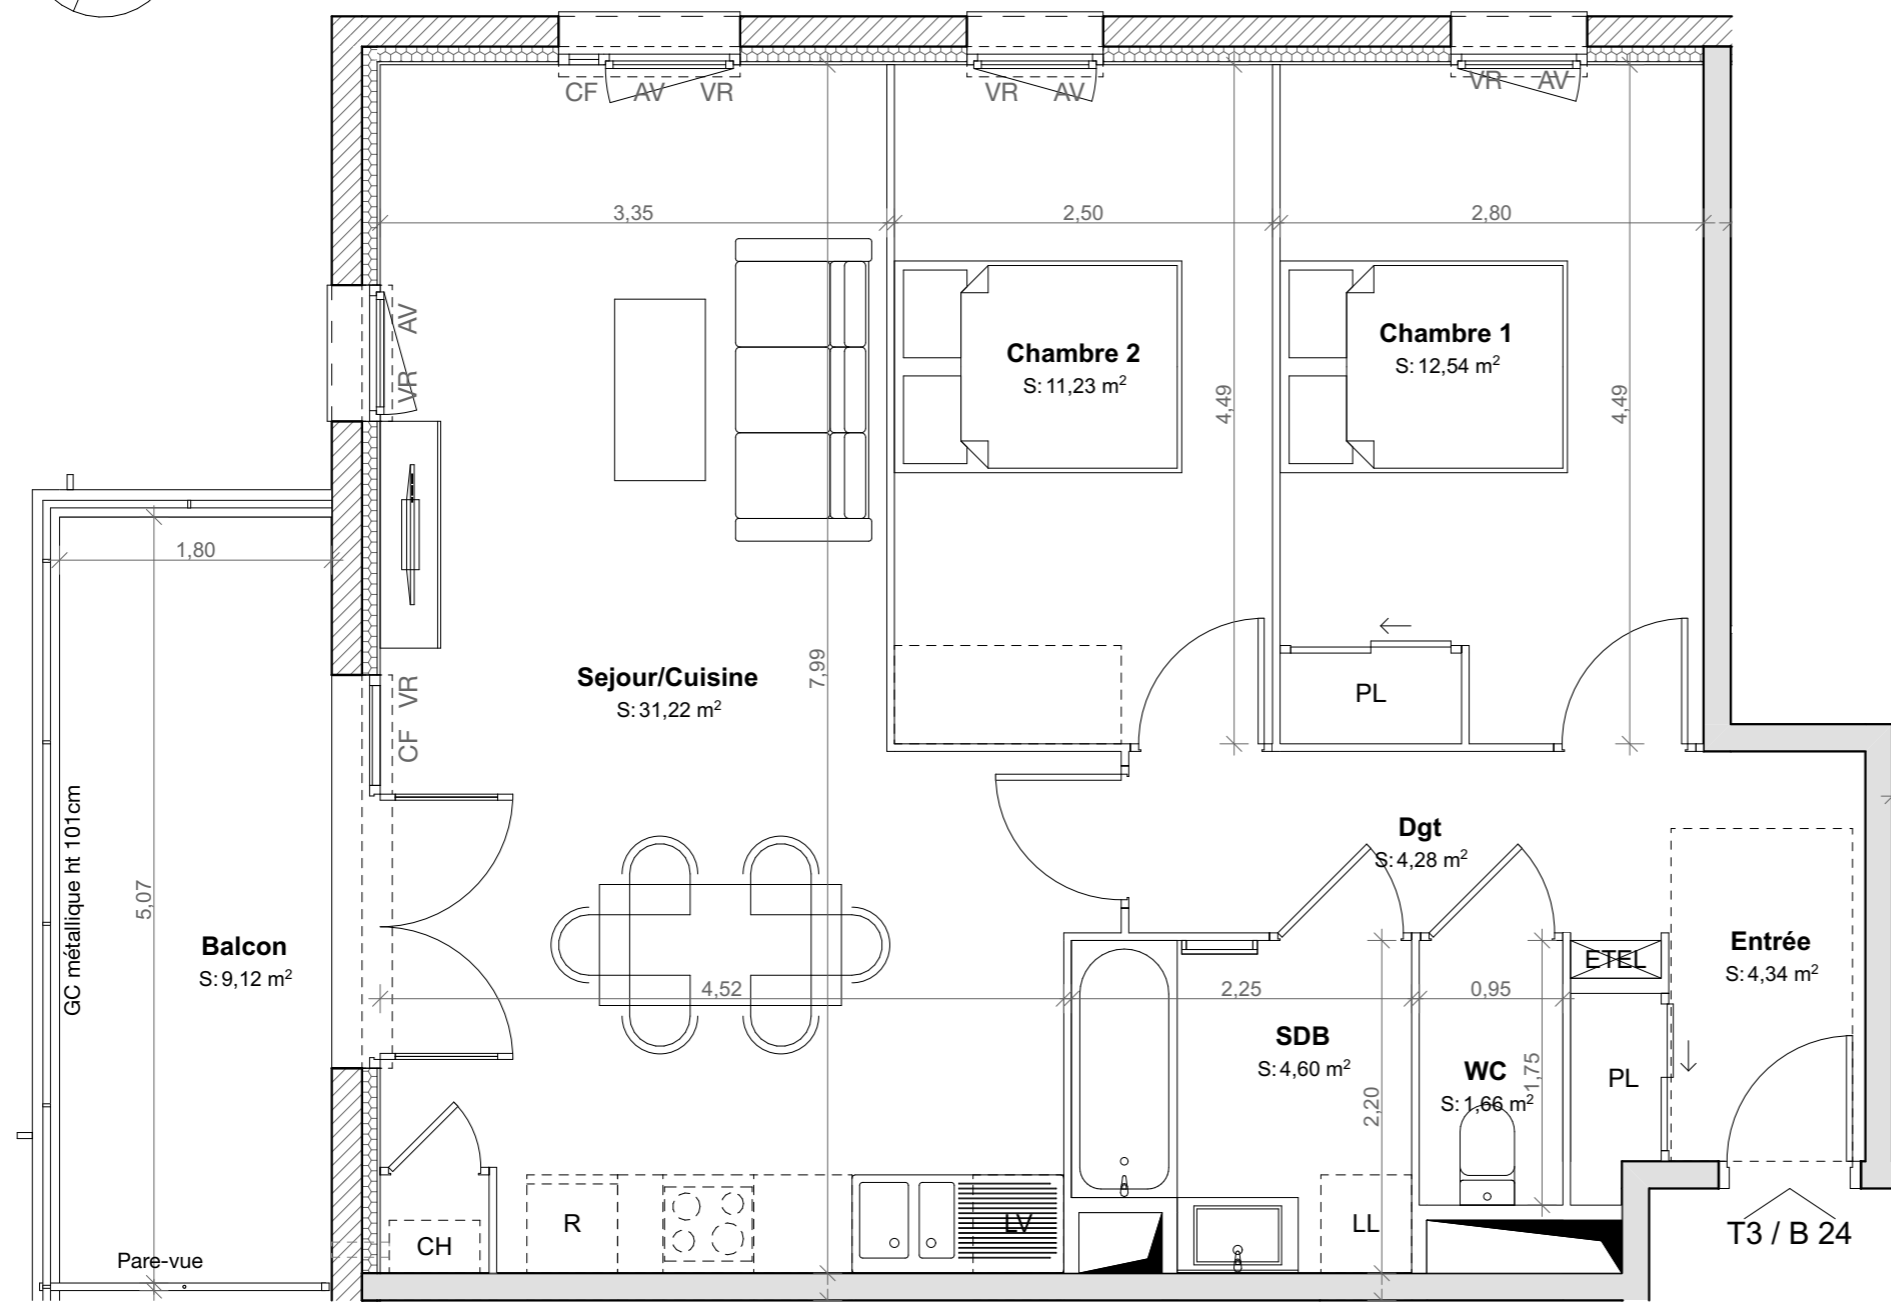 CF AV VR
VR AV
VR AV
3,35
2,50
2,80
AV
VR
Chambre 2
S: 11,23 m²
Chambre 1
S: 12,54 m²
4,49
4,49
1,80
Sejour/Cuisine
S: 31,22 m²
7,99
VR
CF
PL
GC métallique ht 101cm
5,07
Balcon
S: 9,12 m²
Dgt
S: 4,28 m²
Entrée
S: 4,34 m²
ETEL
4,52
2,25
0,95
SDB
S: 4,60 m²
WC
S: 1,66 m²
1,75
2,20
PL
CH
R
LV
LL
T3 / B 24
Pare-vue